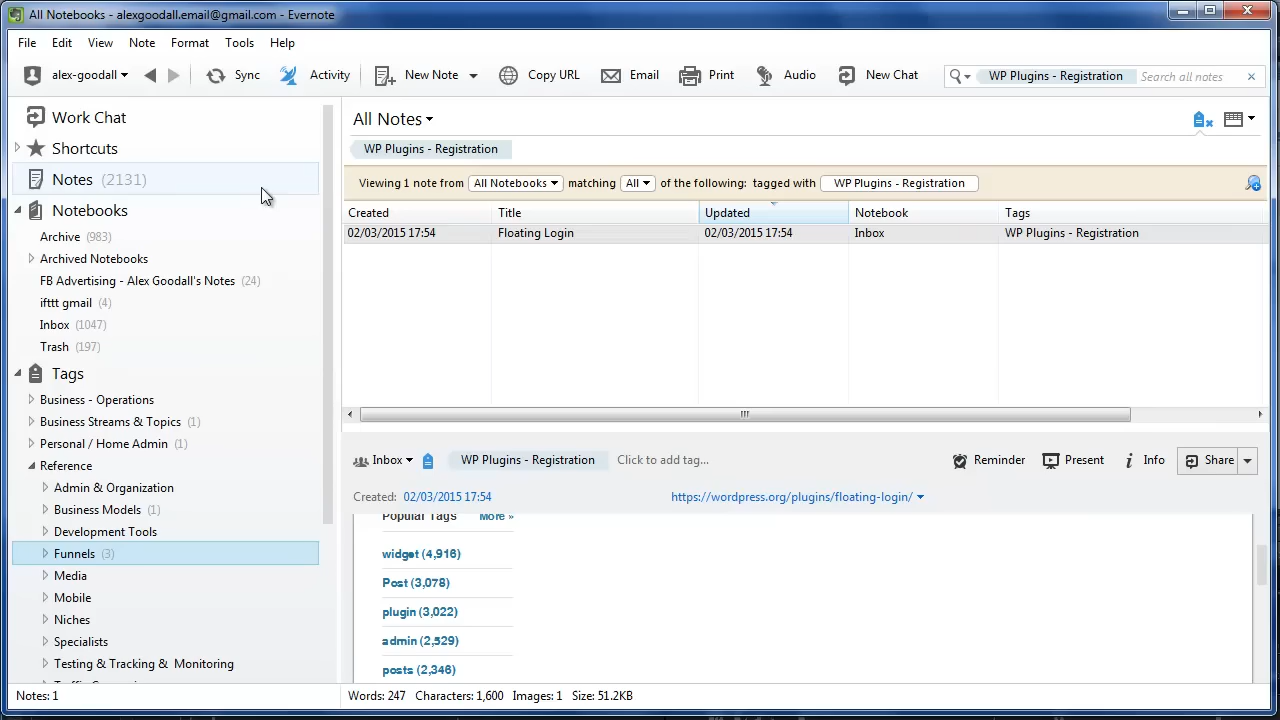 All Notebooks - alexgoodall.email@gmail.com - Evernote
File Edit View Note Format Tools Help
alex-goodall Sync Activity New Note Copy URL Email Print Audio New Chat WP Plugins - Registration Search all notes
Work Chat
Shortcuts
Notes (2131)
Notebooks
Archive (983)
Archived Notebooks
FB Advertising - Alex Goodall's Notes (24)
ifttt gmail (4)
Inbox (1047)
Trash (197)
Tags
Business - Operations
Business Streams & Topics (1)
Personal / Home Admin (1)
Reference
Admin & Organization
Business Models (1)
Development Tools
Funnels (3)
Media
Mobile
Niches
Specialists
Testing & Tracking & Monitoring
All Notes
WP Plugins - Registration
Viewing 1 note from All Notebooks matching All of the following: tagged with WP Plugins - Registration
Created Title Updated Notebook Tags
02/03/2015 17:54 Floating Login 02/03/2015 17:54 Inbox WP Plugins - Registration
Inbox WP Plugins - Registration Click to add tag... Reminder Present Info Share
Created: 02/03/2015 17:54 https://wordpress.org/plugins/floating-login/
Popular Tags More »
widget (4,916)
Post (3,078)
plugin (3,022)
admin (2,529)
posts (2,346)
Notes: 1 Words: 247 Characters: 1,600 Images: 1 Size: 51.2KB